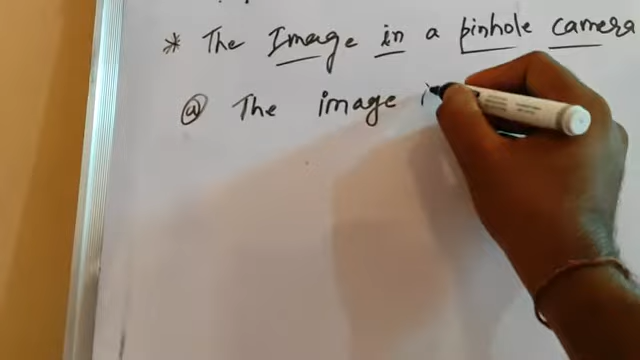 * The Image in a pinhole camera
ⓐ The image i